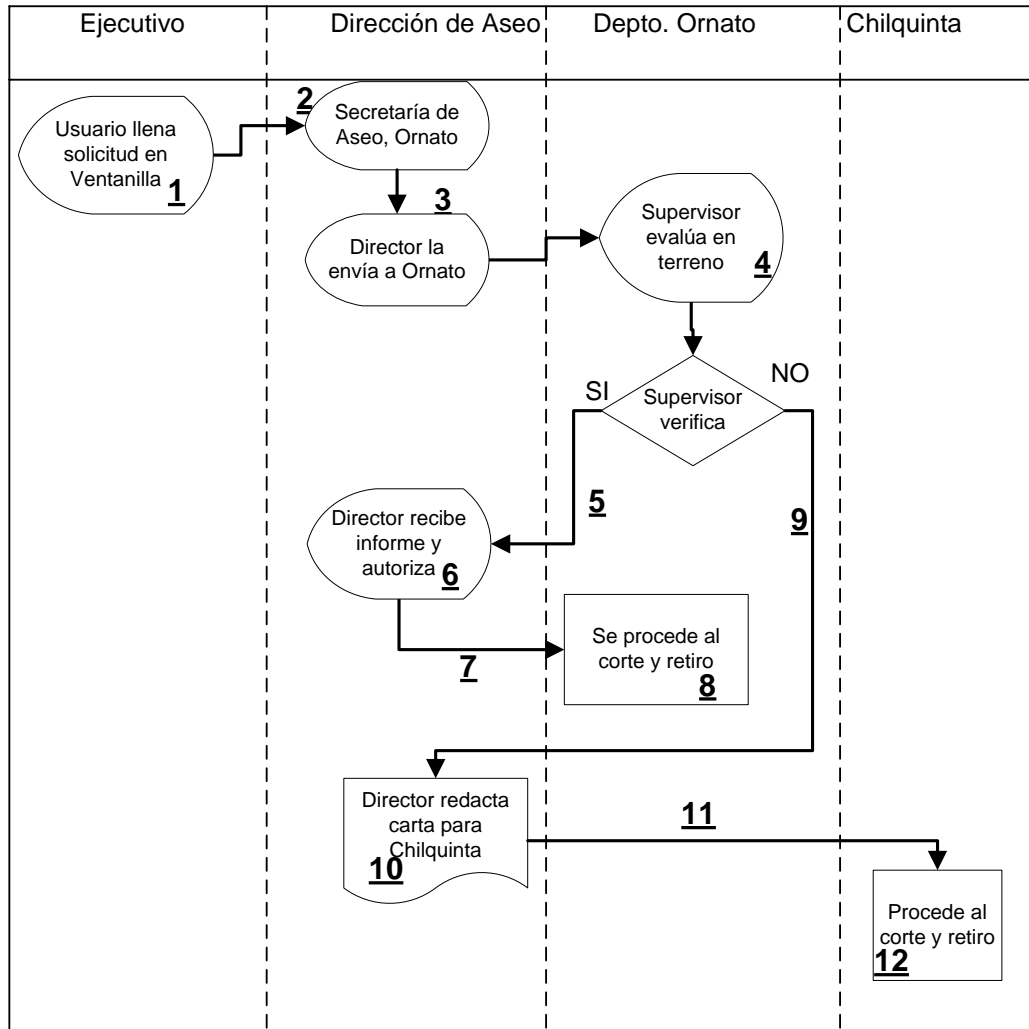 Ejecutivo
Dirección de Aseo
Depto. Ornato
Chilquinta
Usuario llena
solicitud en
Ventanilla
1
2
Secretaría de
Aseo, Ornato
3
Director la
envía a Ornato
Supervisor
evalúa en
terreno
4
Supervisor
verifica
SI
NO
5
9
Director recibe
informe y
autoriza
6
7
Se procede al
corte y retiro
8
Director redacta
carta para
Chilquinta
10
11
Procede al
corte y retiro
12